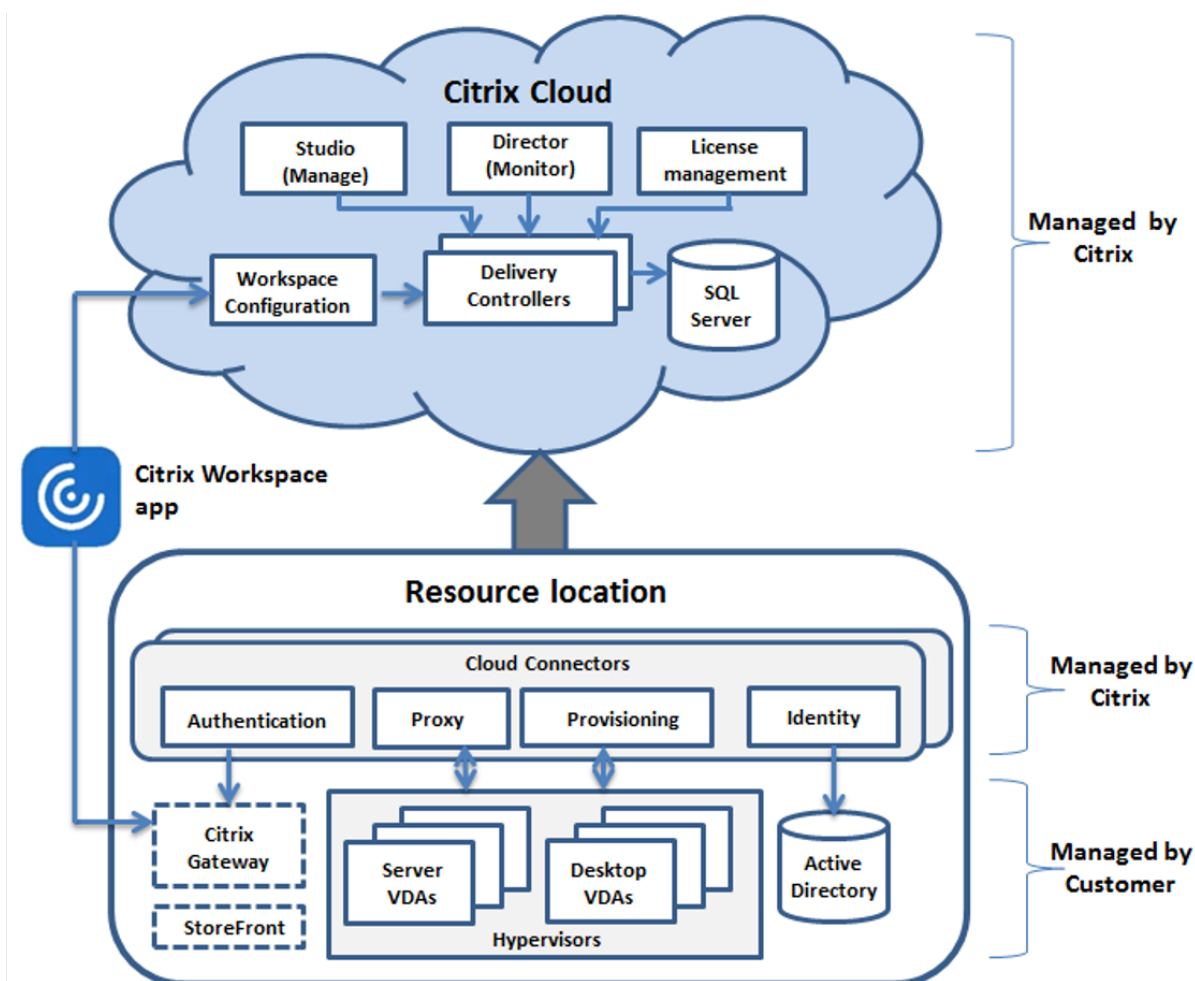 Citrix Cloud
Studio
(Manage)
Director
(Monitor)
License
management
Managed by
Citrix
Workspace
Configuration
Delivery
Controllers
SQL
Server
Citrix Workspace
app
Resource location
Cloud Connectors
Authentication
Proxy
Provisioning
Identity
Managed by
Citrix
Citrix
Gateway
StoreFront
Server
VDAs
Desktop
VDAs
Hypervisors
Active
Directory
Managed by
Customer